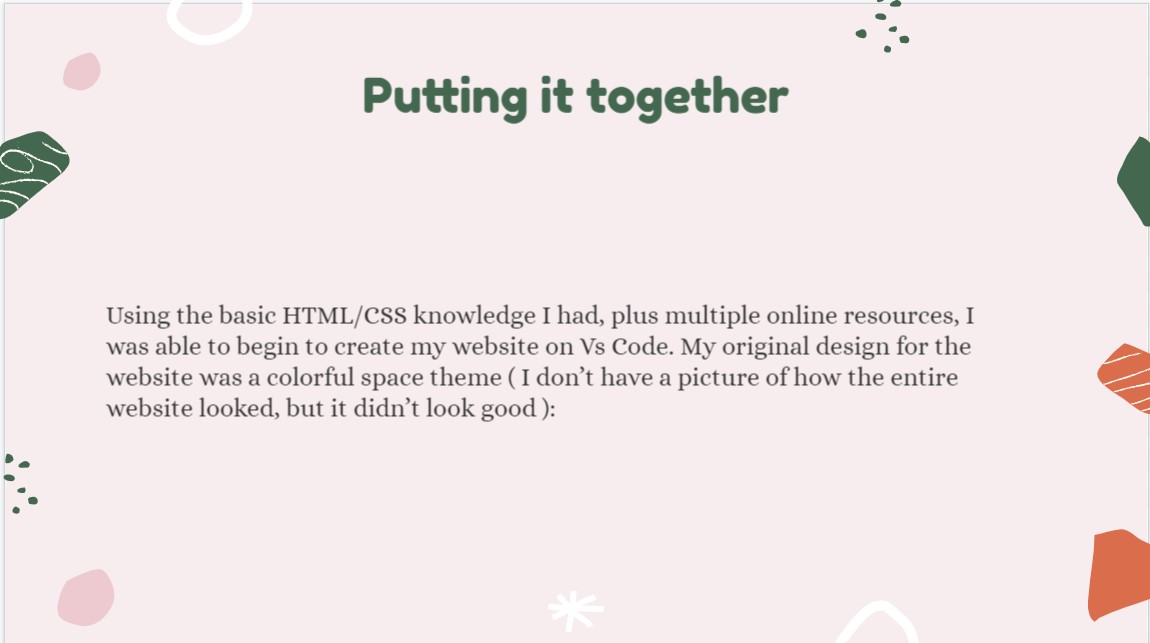 Putting it together
Using the basic HTML/CSS knowledge I had, plus multiple online resources, I
was able to begin to create my website on Vs Code. My original design for the
website was a colorful space theme ( I don’t have a picture of how the entire
website looked, but it didn’t look good ):